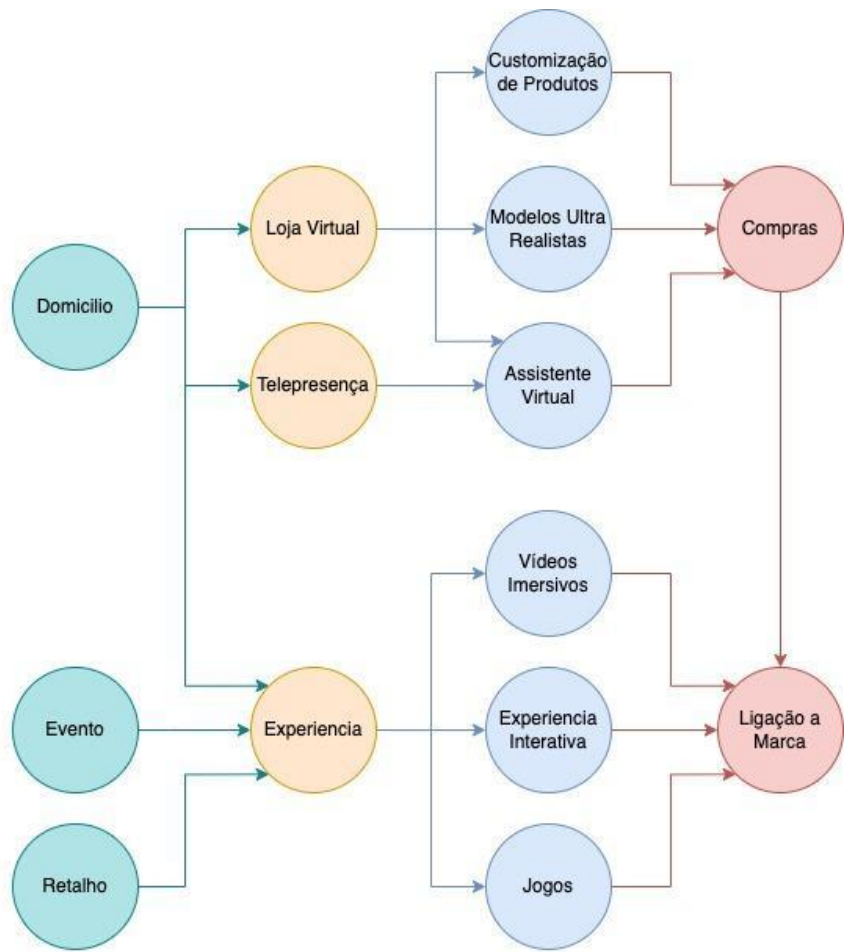 Customização
de Produtos
Loja Virtual
Modelos Ultra
Realistas
Compras
Domicilio
Telepresença
Assistente
Virtual
Vídeos
Imersivos
Evento
Experiencia
Experiencia
Interativa
Ligação a
Marca
Retalho
Jogos